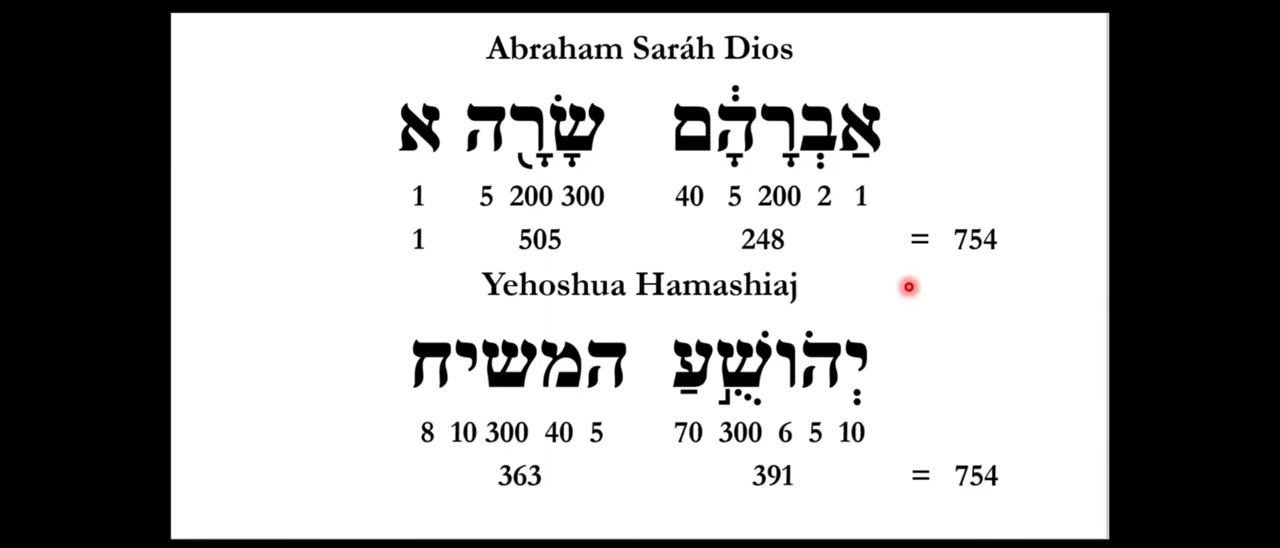 Abraham Saráh Dios
אַבְרָהָ֔ם שָׂרָ֖ה א
1 5 200 300 40 5 200 2 1
1 505 248 = 754
Yehoshua Hamashiaj
יְהֹושֻׁ֣עַ המשיח
8 10 300 40 5 70 300 6 5 10
363 391 = 754